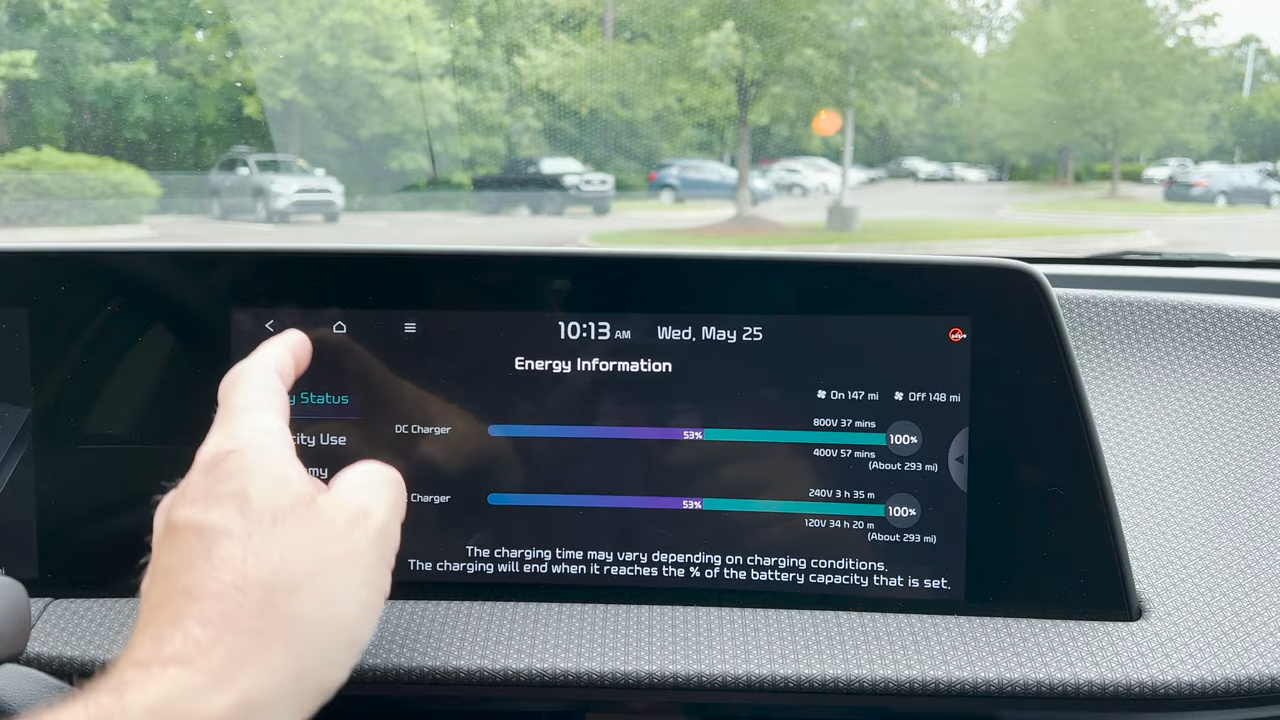 10:13 AM Wed, May 25
Energy Information
On 147 mi Off 148 mi
y Status
city Use
my
DC Charger
53%
800V 37 mins
100%
400V 57 mins
(About 293 mi)
Charger
53%
240V 3 h 35 m
100%
120V 34 h 20 m
(About 293 mi)
The charging time may vary depending on charging conditions.
The charging will end when it reaches the % of the battery capacity that is set.